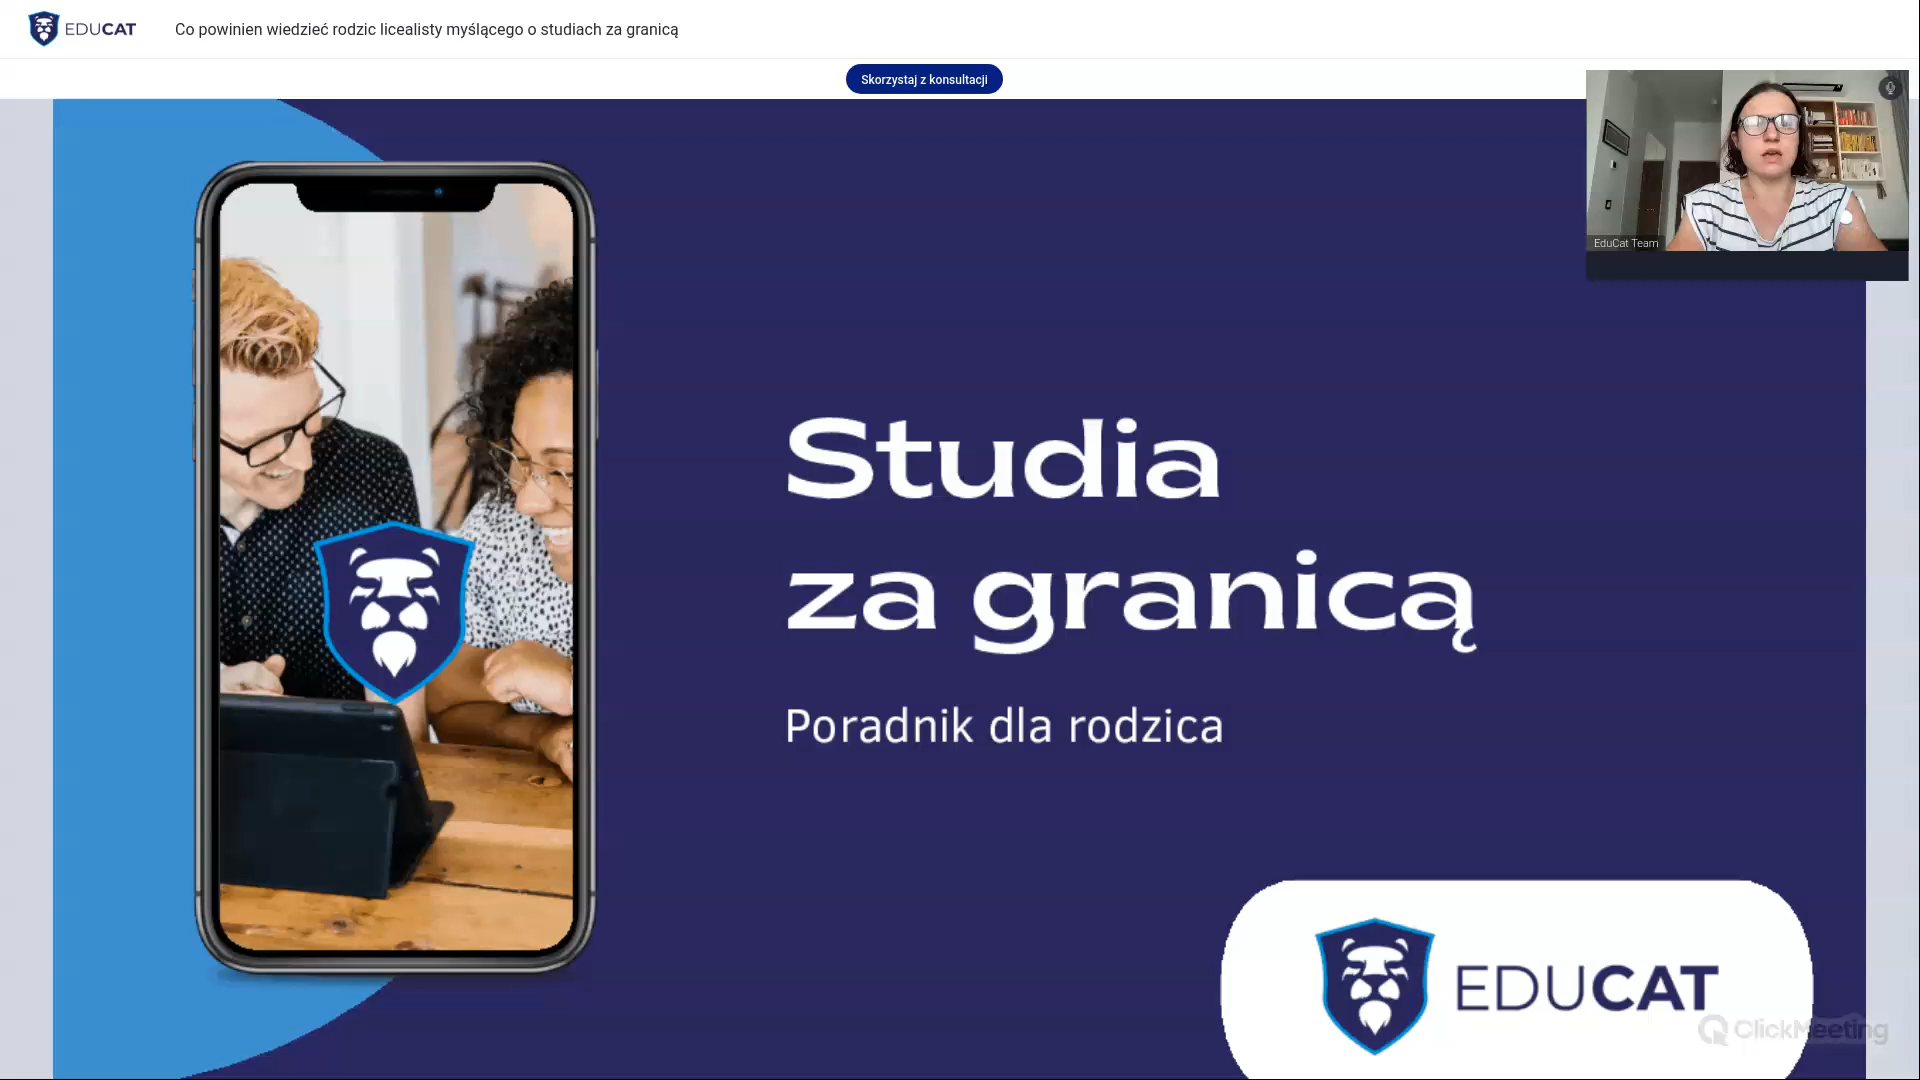 EDUCAT
Co powinien wiedzieć rodzic licealisty myślącego o studiach za granicą
Skorzystaj z konsultacji
EduCat Team
Studia
za granicą
Poradnik dla rodzica
EDUCAT
ClickMeeting